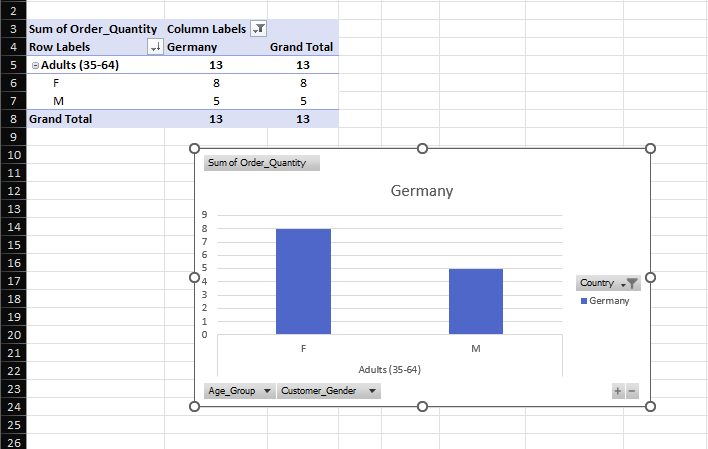 2
3 Sum of Order_Quantity Column Labels
4 Row Labels Germany Grand Total
5 Adults (35-64) 13 13
6 F 8 8
7 M 5 5
8 Grand Total 13 13
9
10
11
12
13
14
15
16
17
18
19
20
21
22
23
24
25
26
Sum of Order_Quantity
Germany
9
8
7
6
5
4
3
2
1
0
F M
Adults (35-64)
Country
Germany
Age_Group Customer_Gender
+ −